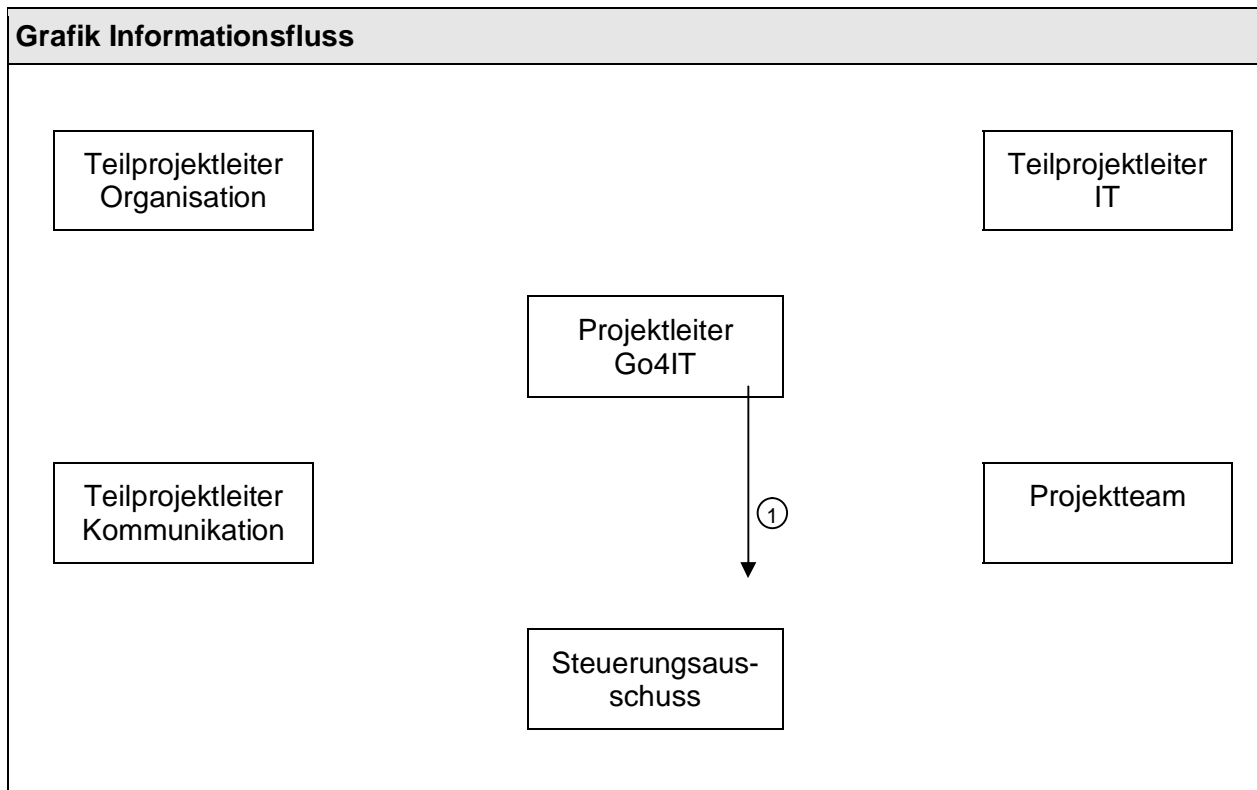 Grafik Informationsfluss
Teilprojektleiter
Organisation
Teilprojektleiter
IT
Projektleiter
Go4IT
Teilprojektleiter
Kommunikation
1
Projektteam
Steuerungsaus-
schuss